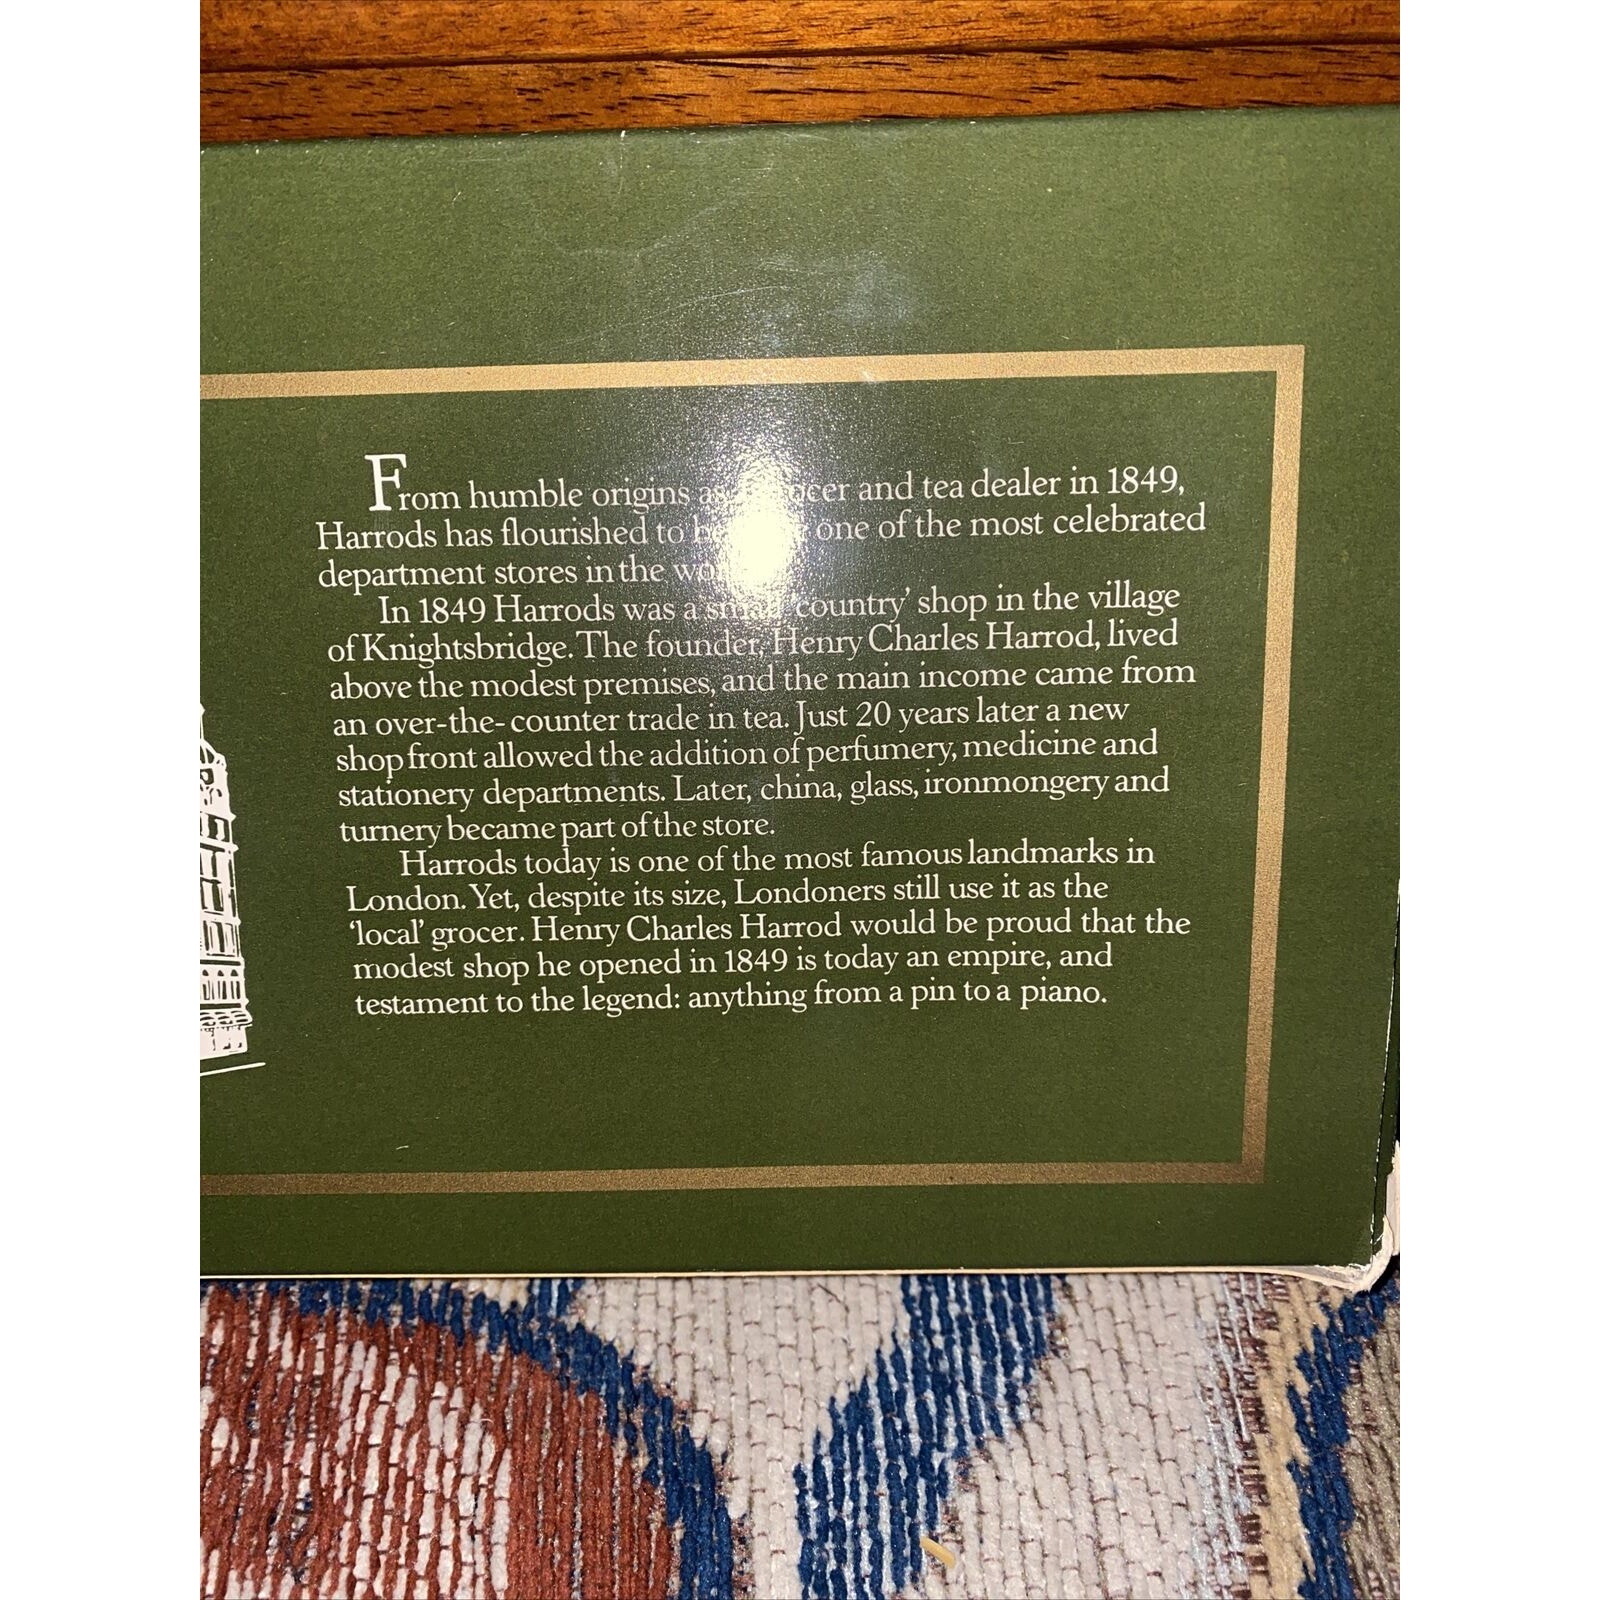 From humble origins as cer and tea dealer in 1849,
Harrods has flourished to one of the most celebrated
department stores in the
In 1849 Harrods was a small 'country' shop in the village
of Knightsbridge. The founder, Henry Charles Harrod, lived
above the modest premises, and the main income came from
an over-the-counter trade in tea. Just 20 years later a new
shop front allowed the addition of perfumery, medicine and
stationery departments. Later, china, glass, ironmongery and
turnery became part of the store.
Harrods today is one of the most famous landmarks in
London. Yet, despite its size, Londoners still use it as the
'local' grocer. Henry Charles Harrod would be proud that the
modest shop he opened in 1849 is today an empire, and
testament to the legend: anything from a pin to a piano.